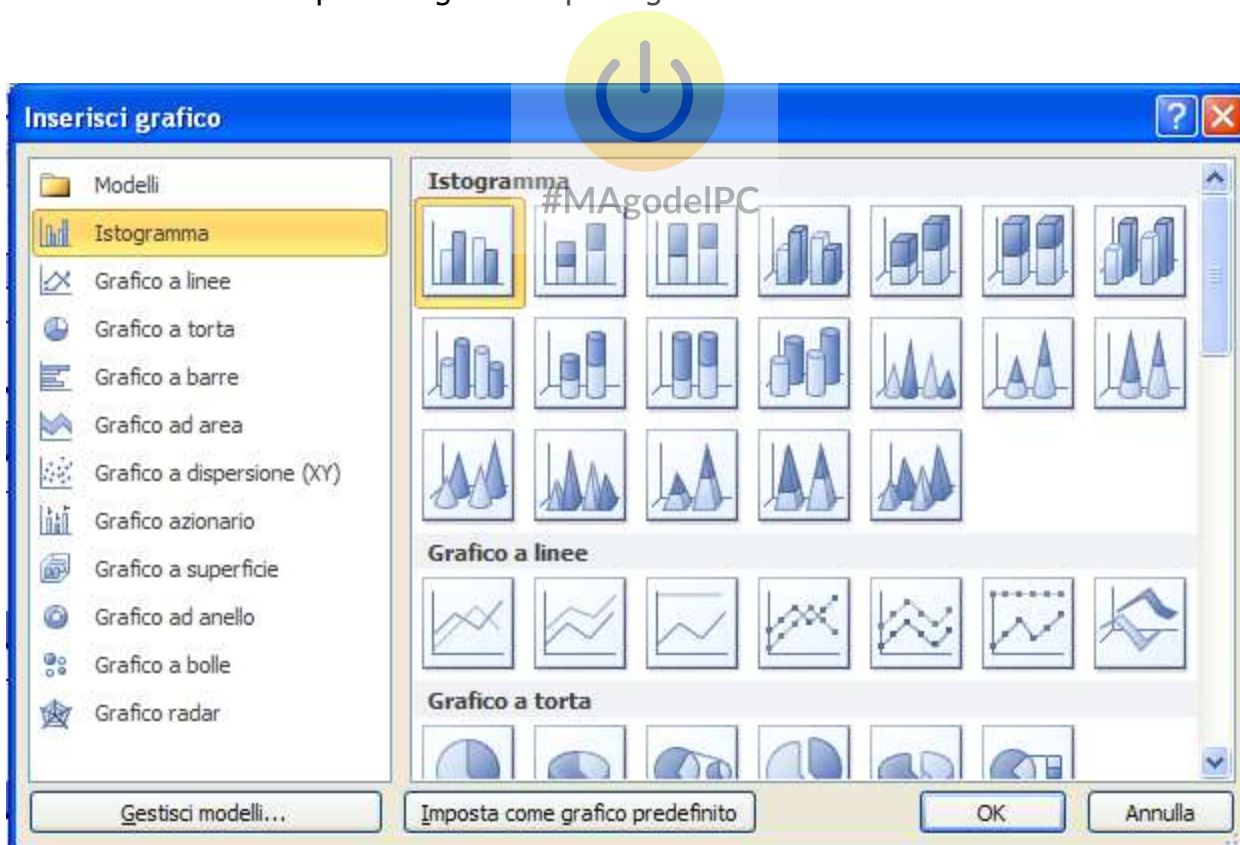 Inserisci grafico
#MAgodelPC
Modelli
Istogramma
Grafico a linee
Grafico a torta
Grafico a barre
Grafico ad area
Grafico a dispersione (XY)
Grafico azionario
Grafico a superficie
Grafico ad anello
Grafico a bolle
Grafico radar
Istogramma
Grafico a linee
Grafico a torta
Gestisci modelli...
Imposta come grafico predefinito
OK
Annulla